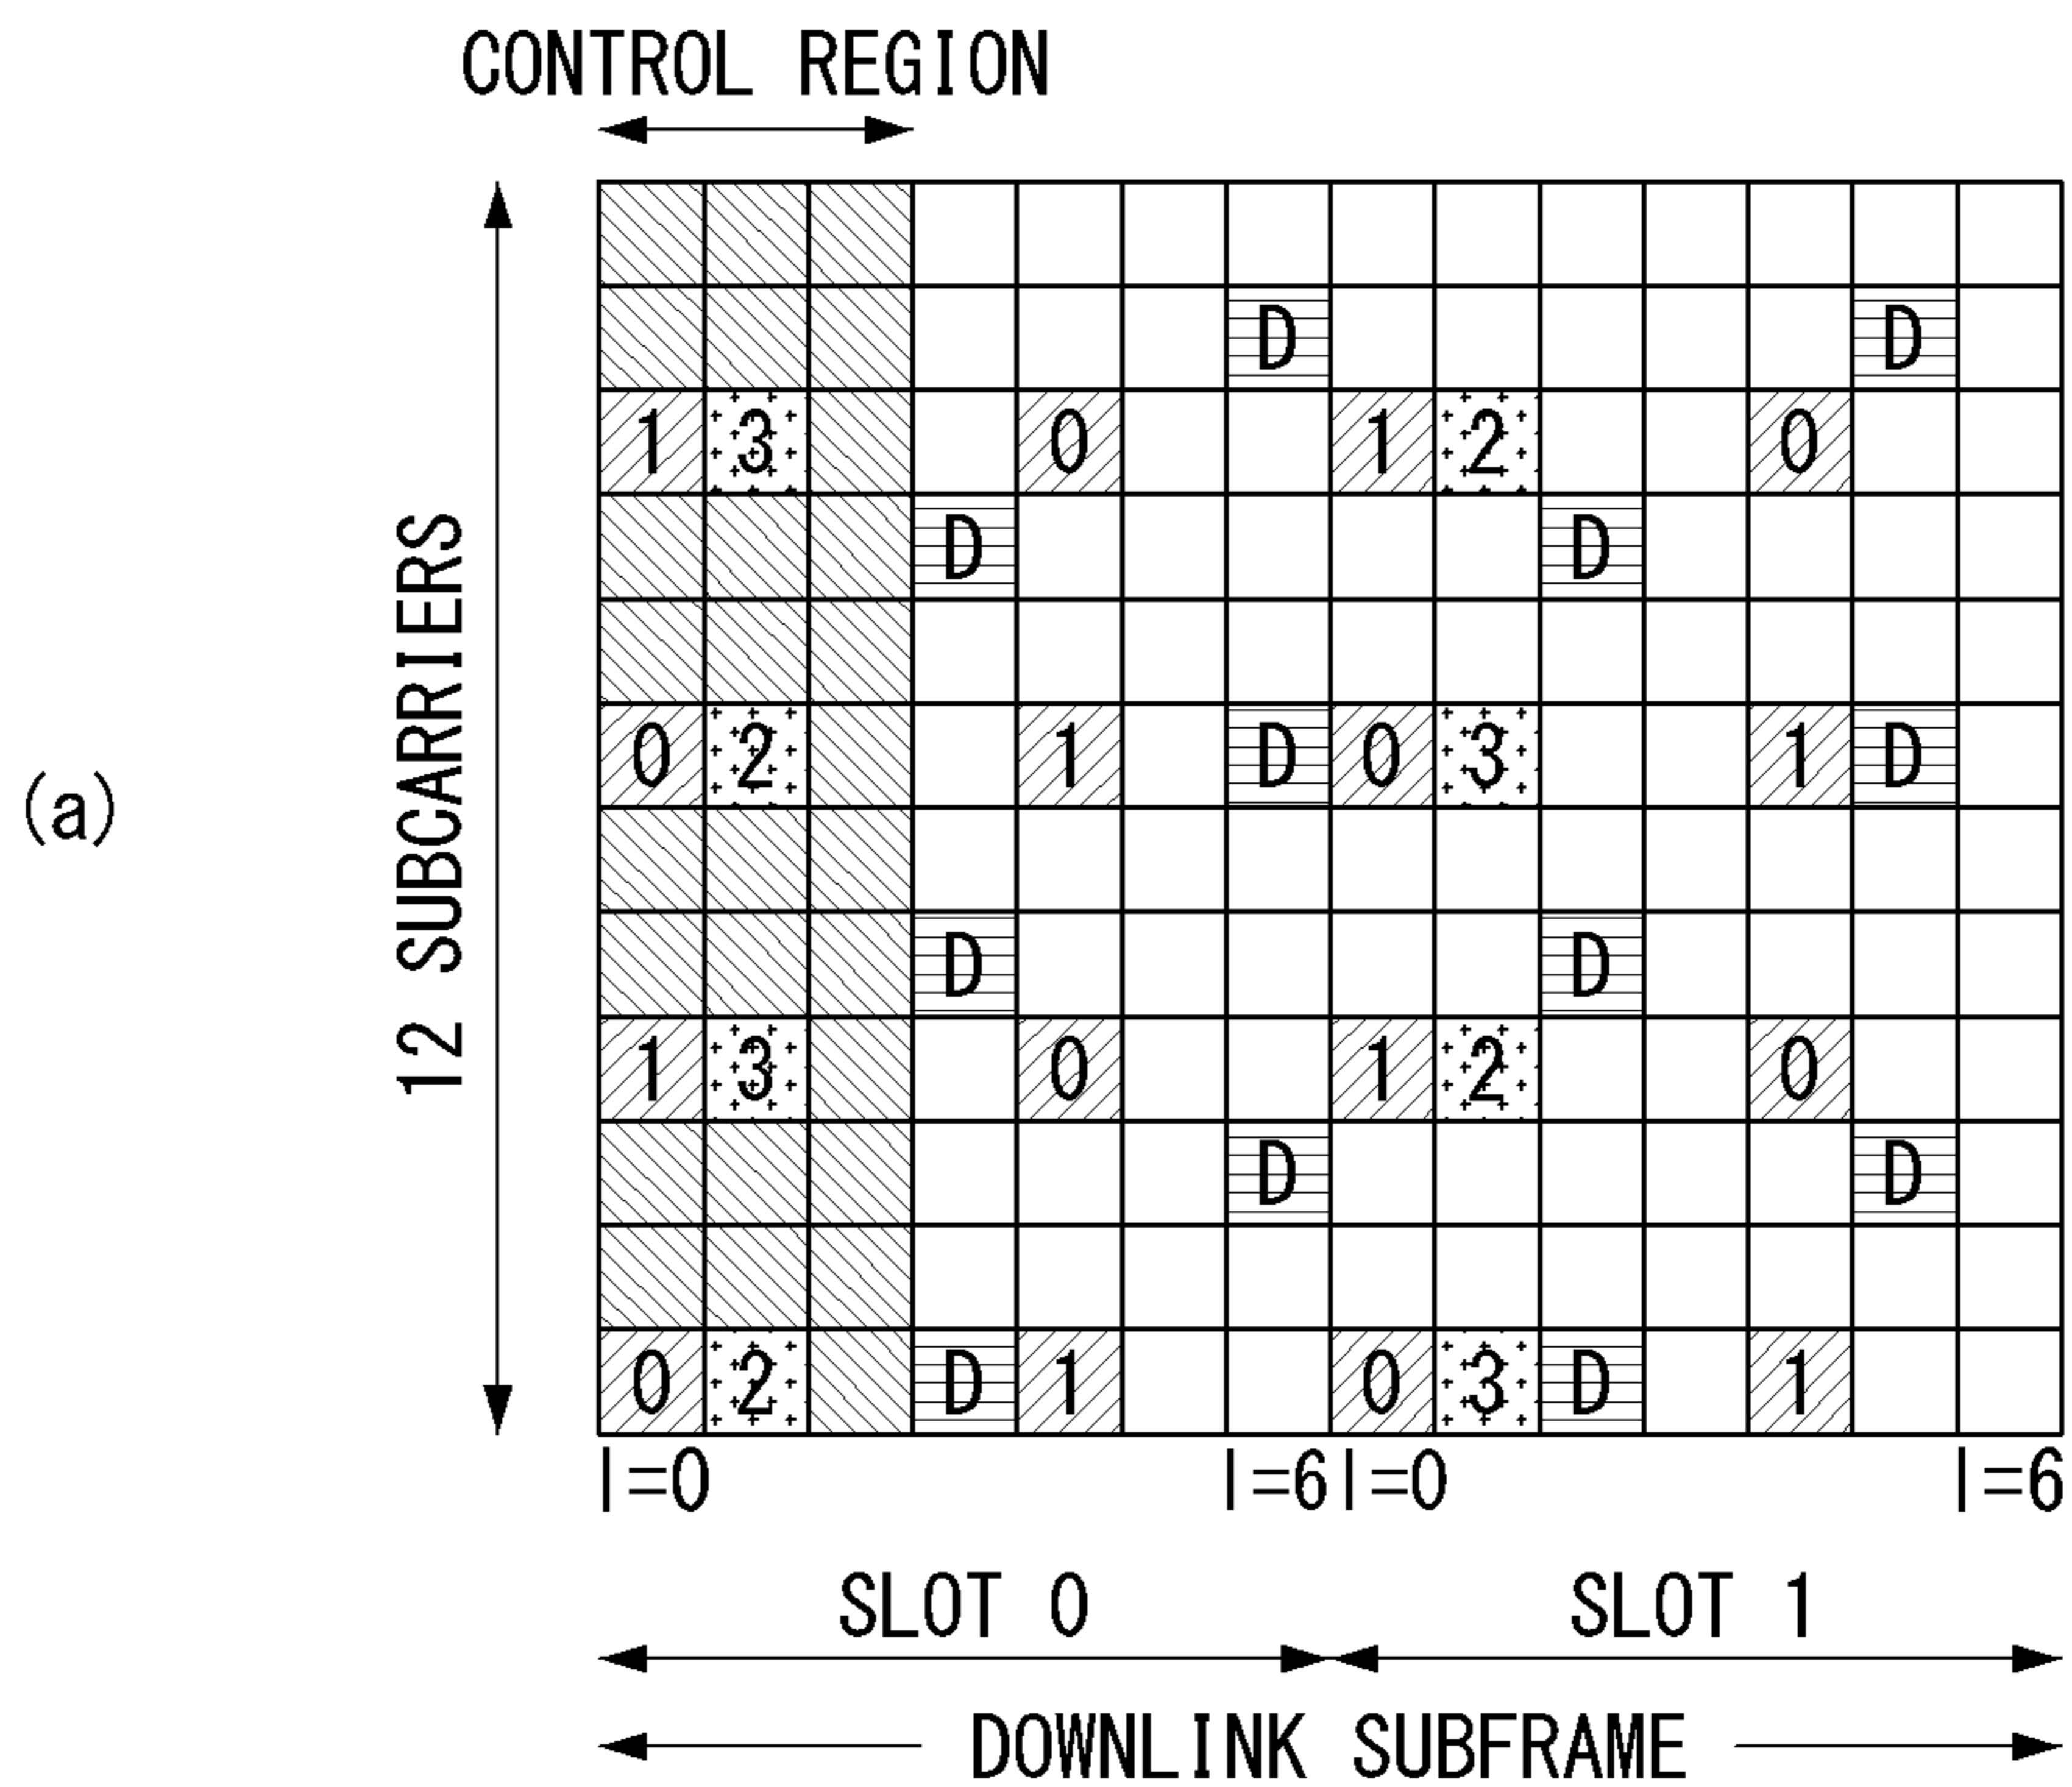 CONTROL REGION
D D
1 3 0 1 2 0
D D
0 2 1 D 0 3 1 D
(a)
12 SUBCARRIERS
D D
1 3 0 1 2 0
D D
0 2 D 1 0 3 D 1
l=0 l=6 l=0 l=6
SLOT 0 SLOT 1
DOWNLINK SUBFRAME